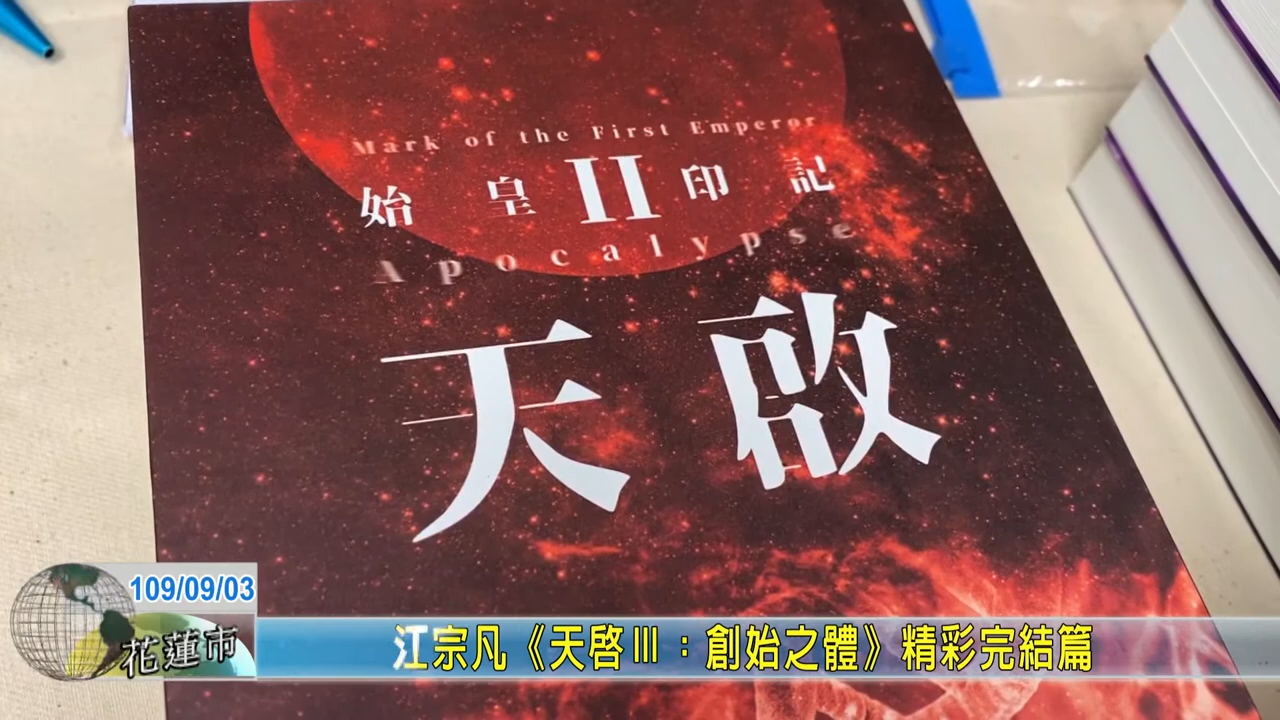 Mark of the First Emperor
始皇II印記
Apocalypse
天啟
109/09/03
花蓮市
江宗凡《天啓Ⅲ：創始之體》精彩完結篇